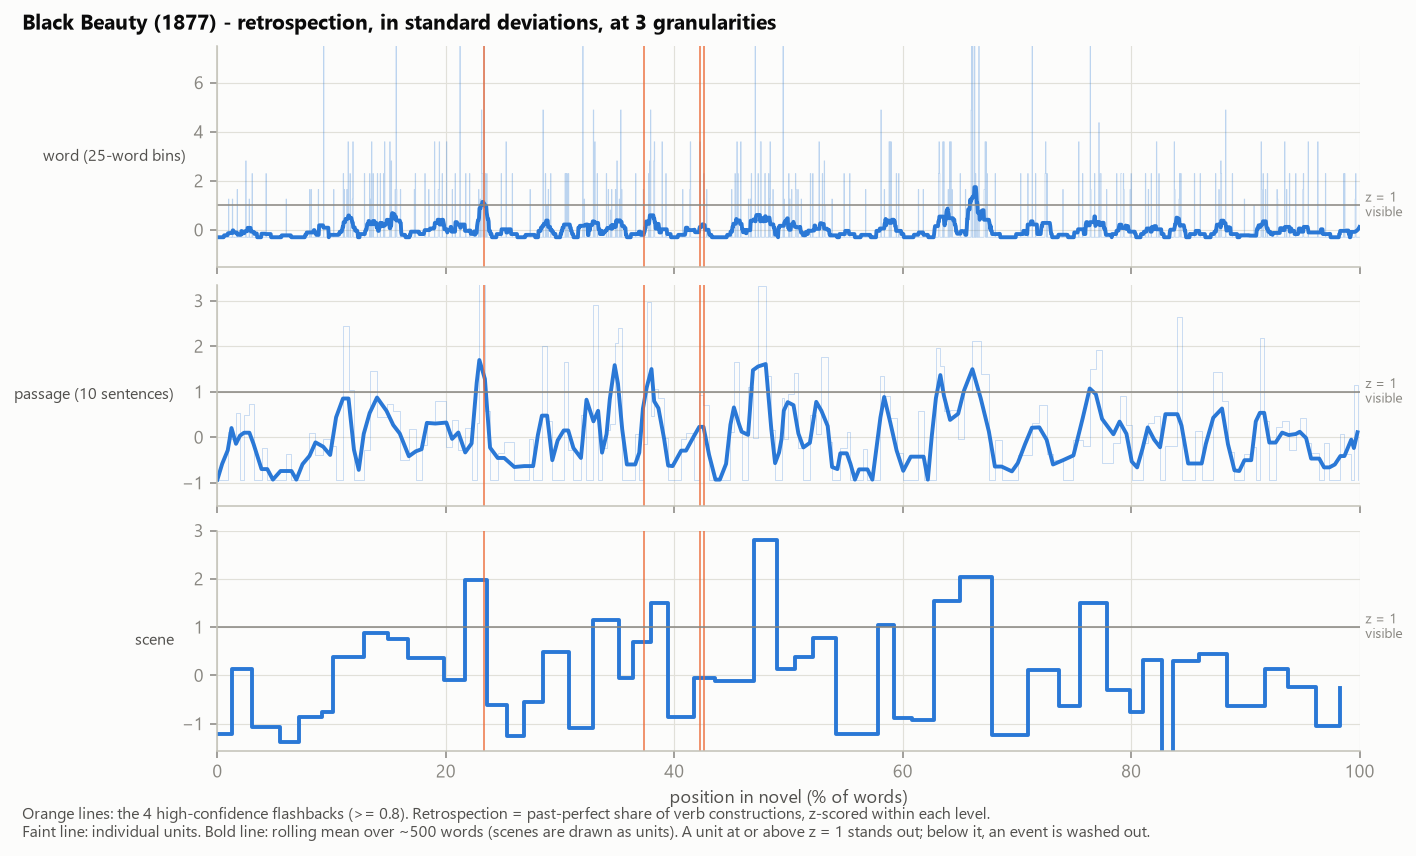 Black Beauty (1877) - retrospection, in standard deviations, at 3 granularities
6
4
2
0
word (25-word bins)
z = 1
visible
3
2
1
0
−1
passage (10 sentences)
z = 1
visible
3
2
1
0
−1
scene
z = 1
visible
0 20 40 60 80 100
position in novel (% of words)
Orange lines: the 4 high-confidence flashbacks (>= 0.8). Retrospection = past-perfect share of verb constructions, z-scored within each level.
Faint line: individual units. Bold line: rolling mean over ~500 words (scenes are drawn as units). A unit at or above z = 1 stands out; below it, an event is washed out.